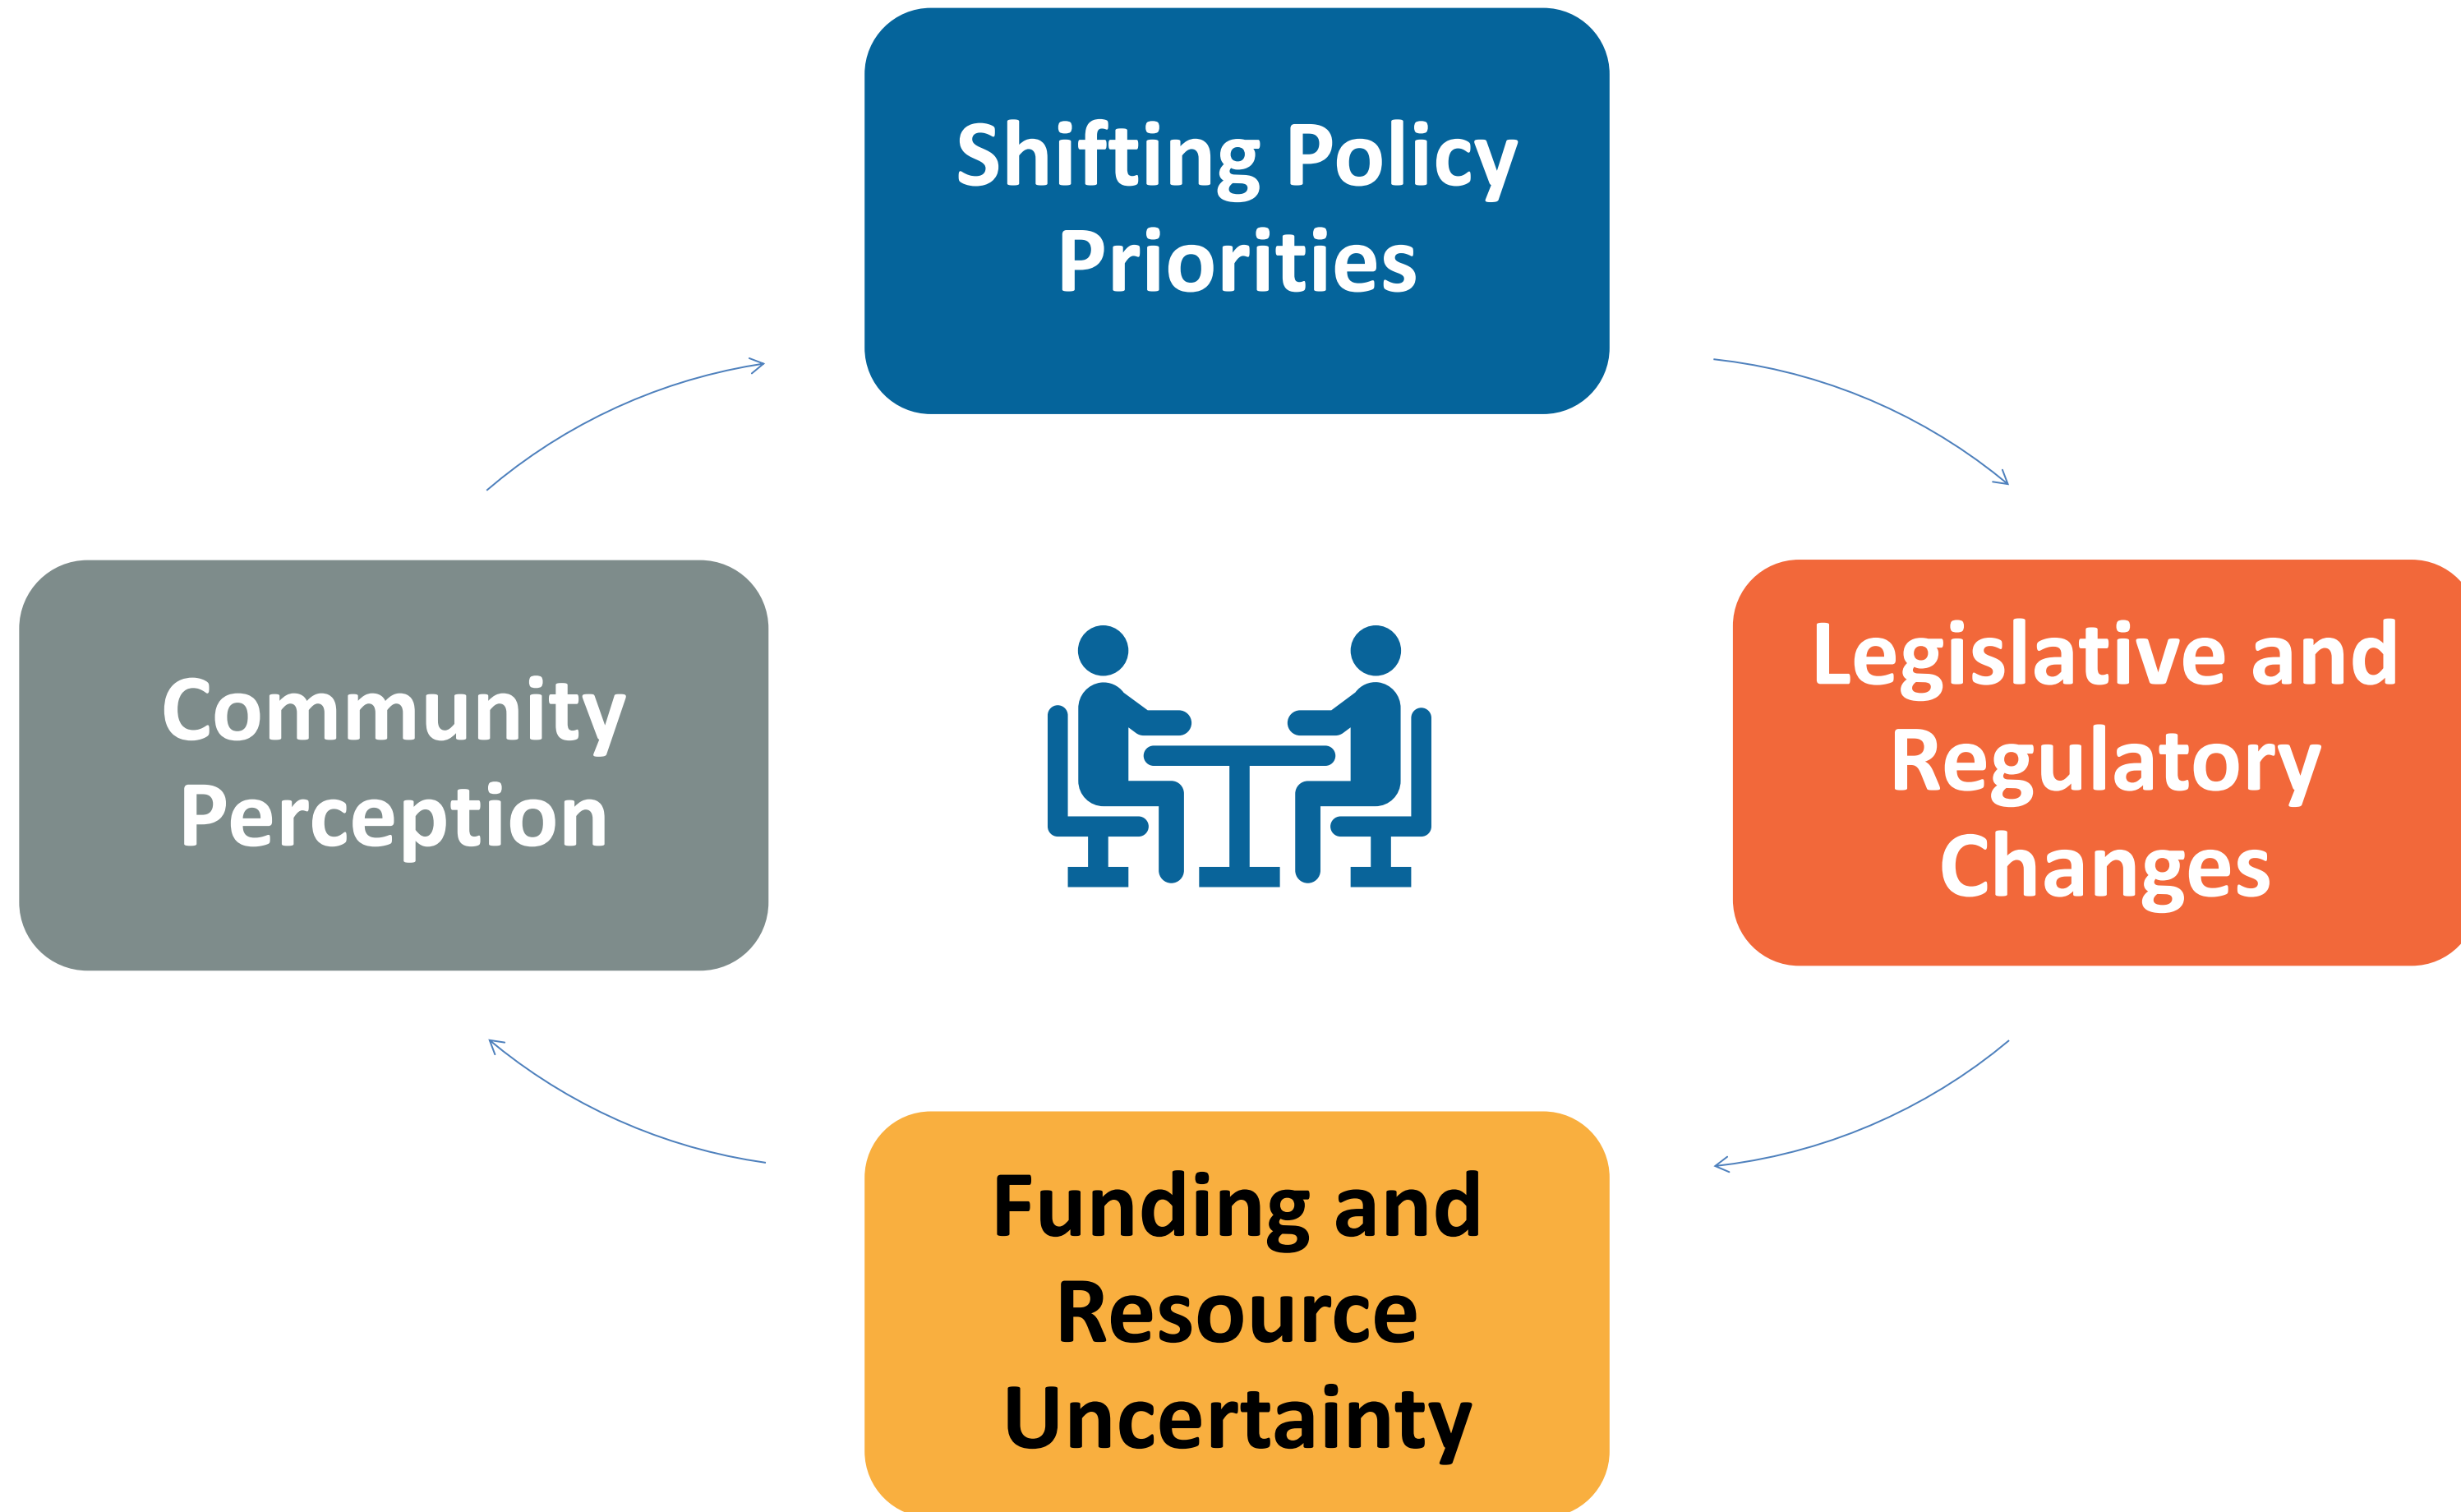 Shifting Policy
Priorities
Community
Perception
Legislative and
Regulatory
Changes
Funding and
Resource
Uncertainty